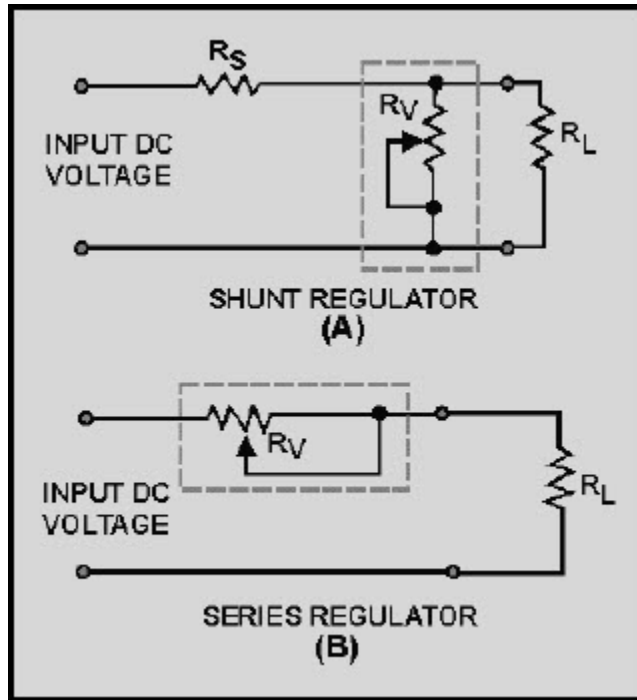 RS
RV
INPUT DC
VOLTAGE
RL
SHUNT REGULATOR
(A)
RV
INPUT DC
VOLTAGE
RL
SERIES REGULATOR
(B)